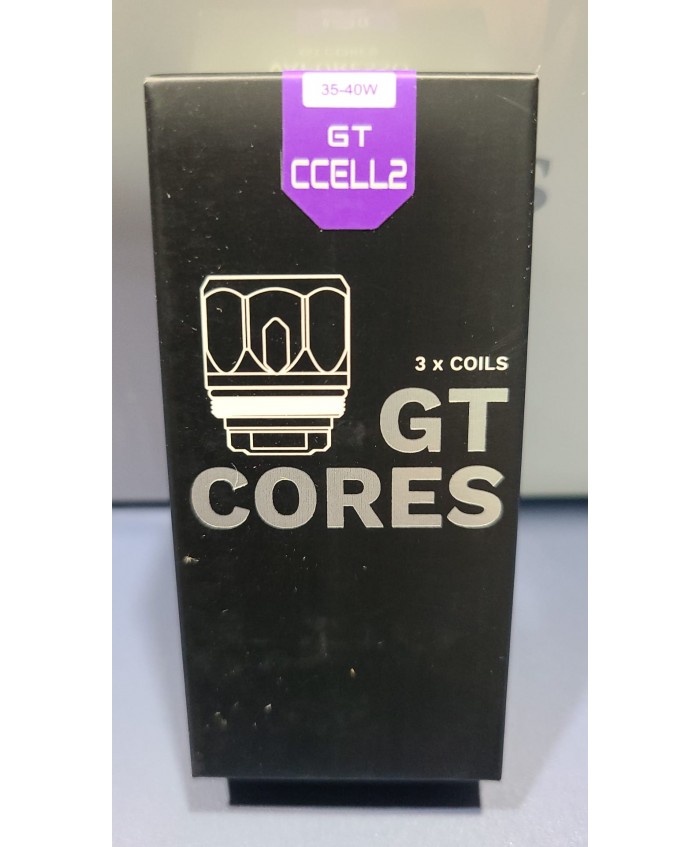 35-40W
GT
CCELL2
3 x COILS
GT
CORES